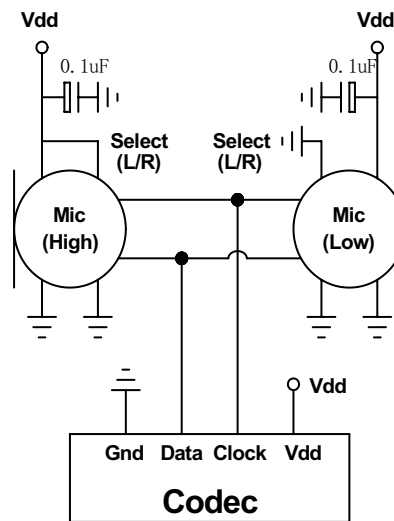 Vdd
Vdd
0.1uF
0.1uF
Select
(L/R)
Select
(L/R)
Mic
(High)
Mic
(Low)
Vdd
Gnd Data Clock Vdd
Codec